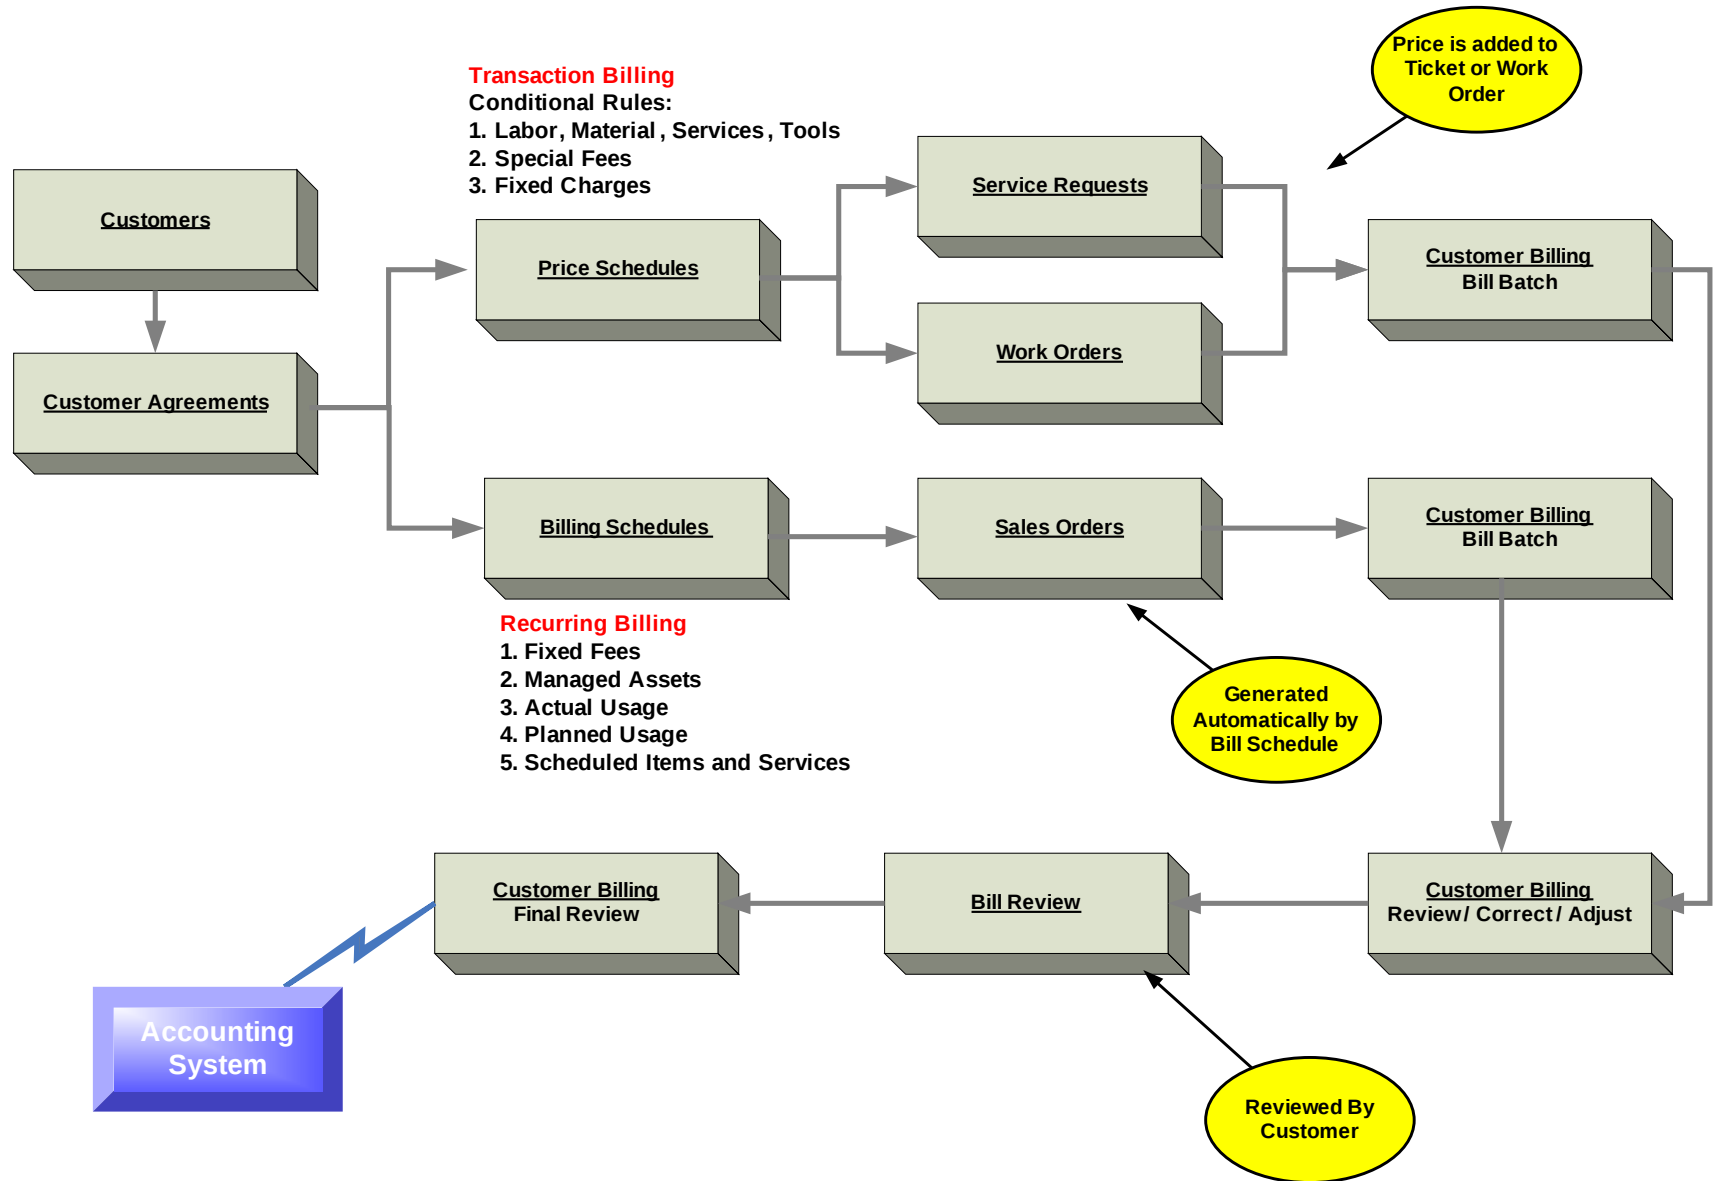 Price is added to
Ticket or Work
Order
Transaction Billing
Conditional Rules:
1. Labor, Material, Services, Tools
2. Special Fees
3. Fixed Charges
Customers
Service Requests
Price Schedules
Customer Billing
Bill Batch
Work Orders
Customer Agreements
Billing Schedules
Sales Orders
Customer Billing
Bill Batch
Recurring Billing
1. Fixed Fees
2. Managed Assets
3. Actual Usage
4. Planned Usage
5. Scheduled Items and Services
Generated
Automatically by
Bill Schedule
Customer Billing
Final Review
Bill Review
Customer Billing
Review / Correct / Adjust
Accounting
System
Reviewed By
Customer